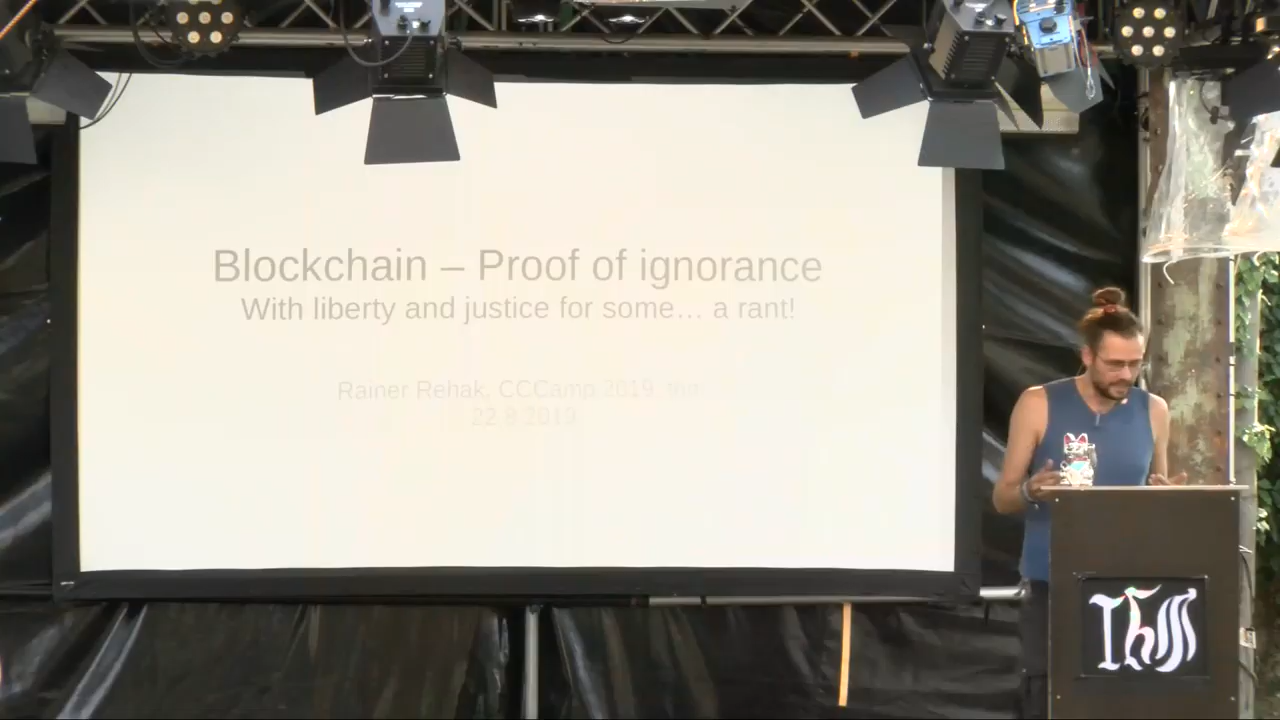 Blockchain – Proof of ignorance
With liberty and justice for some… a rant!
Rainer Rehak, CCCamp 2019